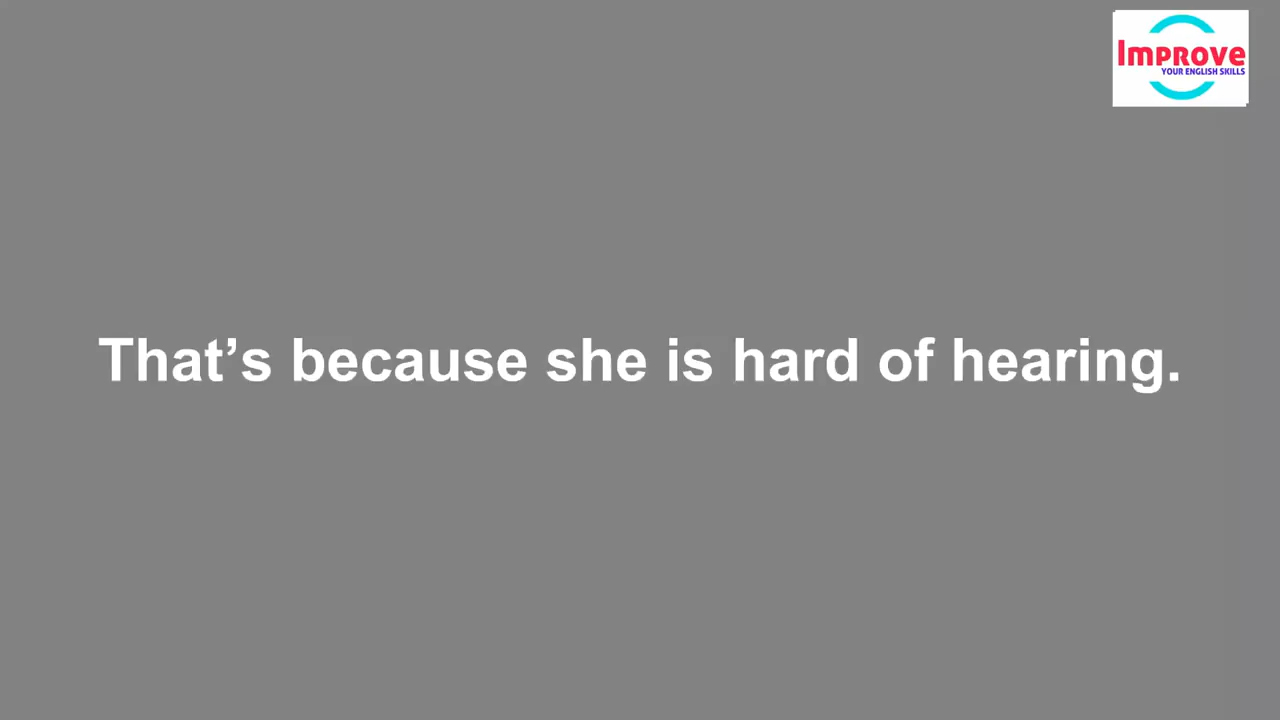 Improve
YOUR ENGLISH SKILLS
That’s because she is hard of hearing.